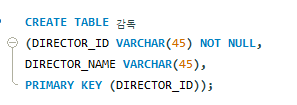 CREATE TABLE 감독
(DIRECTOR_ID VARCHAR(45) NOT NULL,
DIRECTOR_NAME VARCHAR(45),
PRIMARY KEY (DIRECTOR_ID));